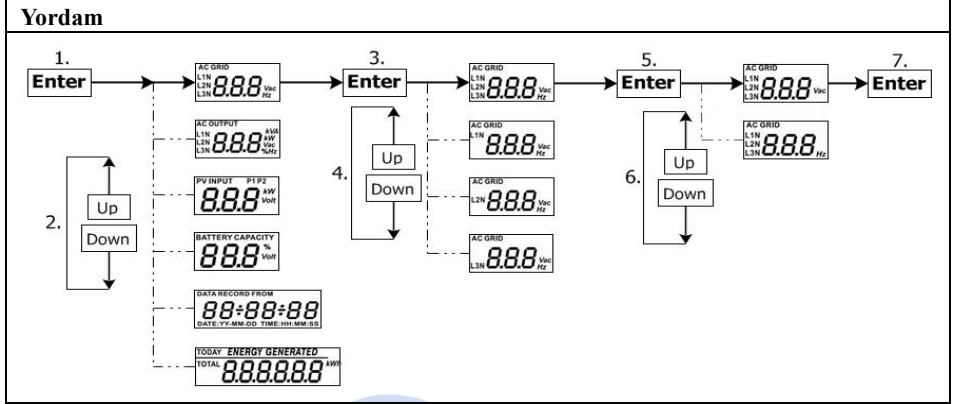 Yordam
1. Enter
2. Up Down
3. Enter
4. Up Down
5. Enter
6. Up Down
7. Enter
AC GRID L1N L2N L3N 8.8.8 Vac Hz
AC OUTPUT L1N L2N L3N 8.8.8 kVA kW Vac %Hz
PV INPUT P1 P2 8.8.8 kW Volt
BATTERY CAPACITY 8 8.8 % Volt
DATA RECORD FROM 88:88:88 DATE:YY-MM-DD TIME:HH:MM:SS
TODAY ENERGY GENERATED TOTAL 8.8.8.8.8.8 kWh
AC GRID L1N L2N L3N 8.8.8 Vac Hz
AC GRID L1N 8.8.8 Vac Hz
AC GRID L2N 8.8.8 Vac Hz
AC GRID L3N 8.8.8 Vac Hz
AC GRID L1N L2N L3N 8.8.8 Vac
AC GRID L1N L2N L3N 8.8.8 Hz